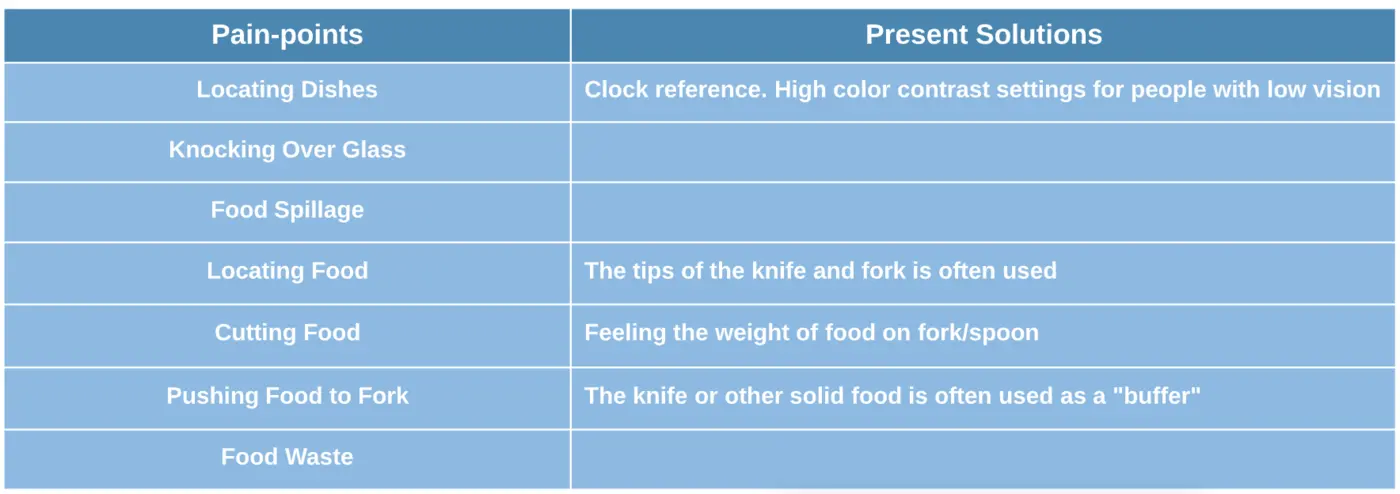 Pain-points Present Solutions
Locating Dishes Clock reference. High color contrast settings for people with low vision
Knocking Over Glass
Food Spillage
Locating Food The tips of the knife and fork is often used
Cutting Food Feeling the weight of food on fork/spoon
Pushing Food to Fork The knife or other solid food is often used as a "buffer"
Food Waste